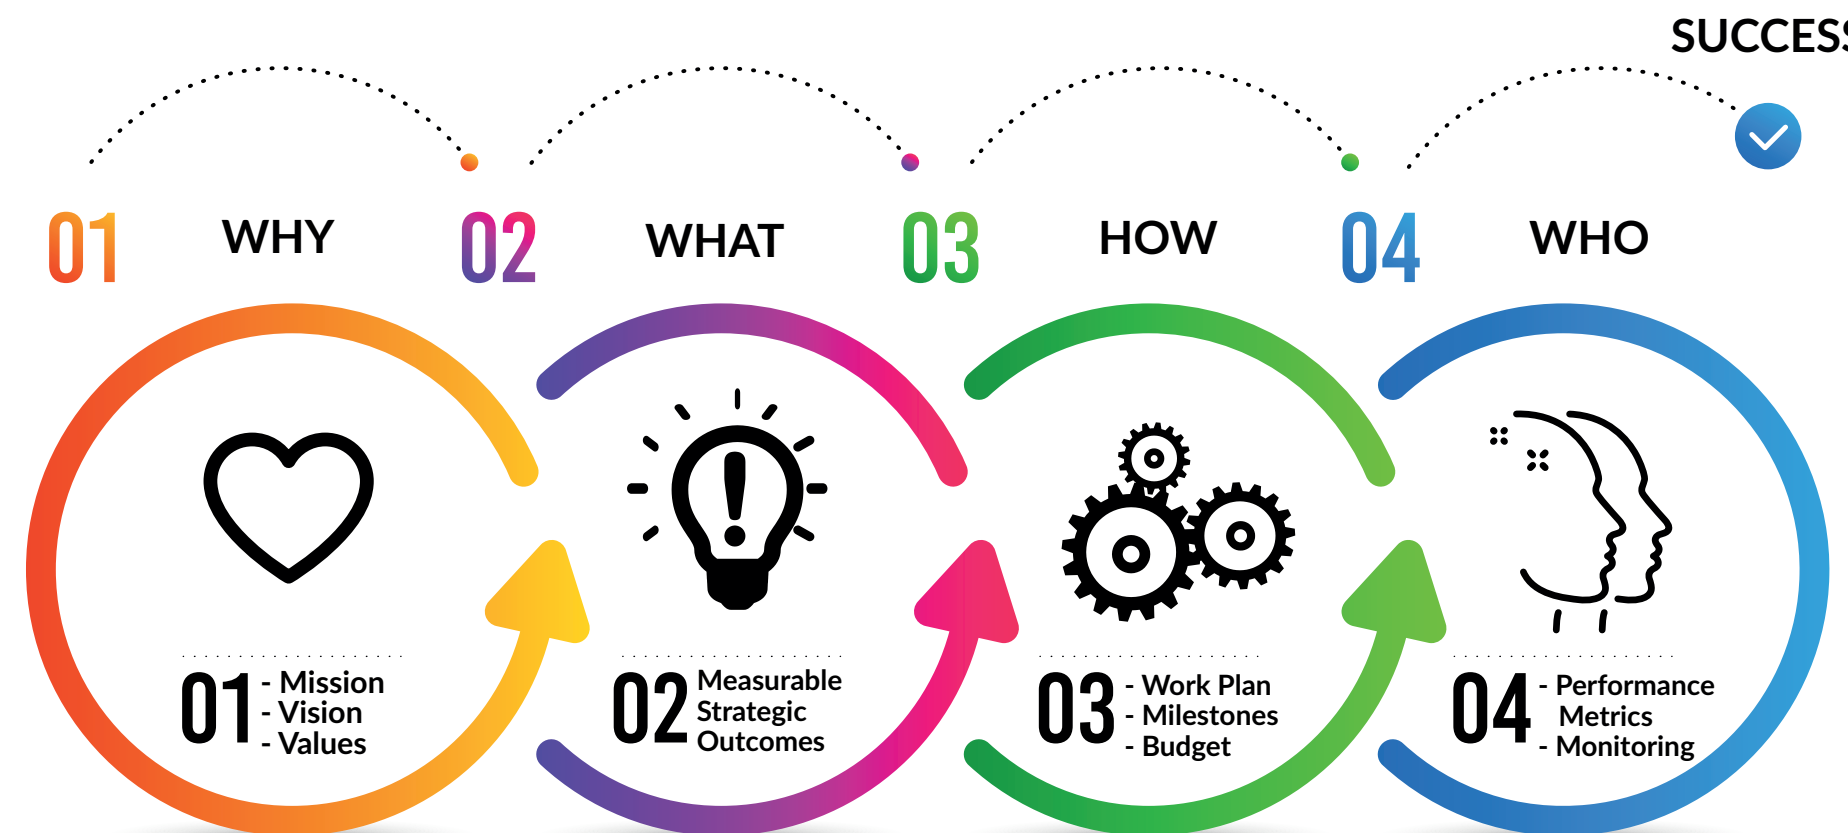 SUCCESS
01 WHY 02 WHAT 03 HOW 04 WHO
01
- Mission
- Vision
- Values
02
Measurable
Strategic
Outcomes
03
- Work Plan
- Milestones
- Budget
04
- Performance
Metrics
- Monitoring